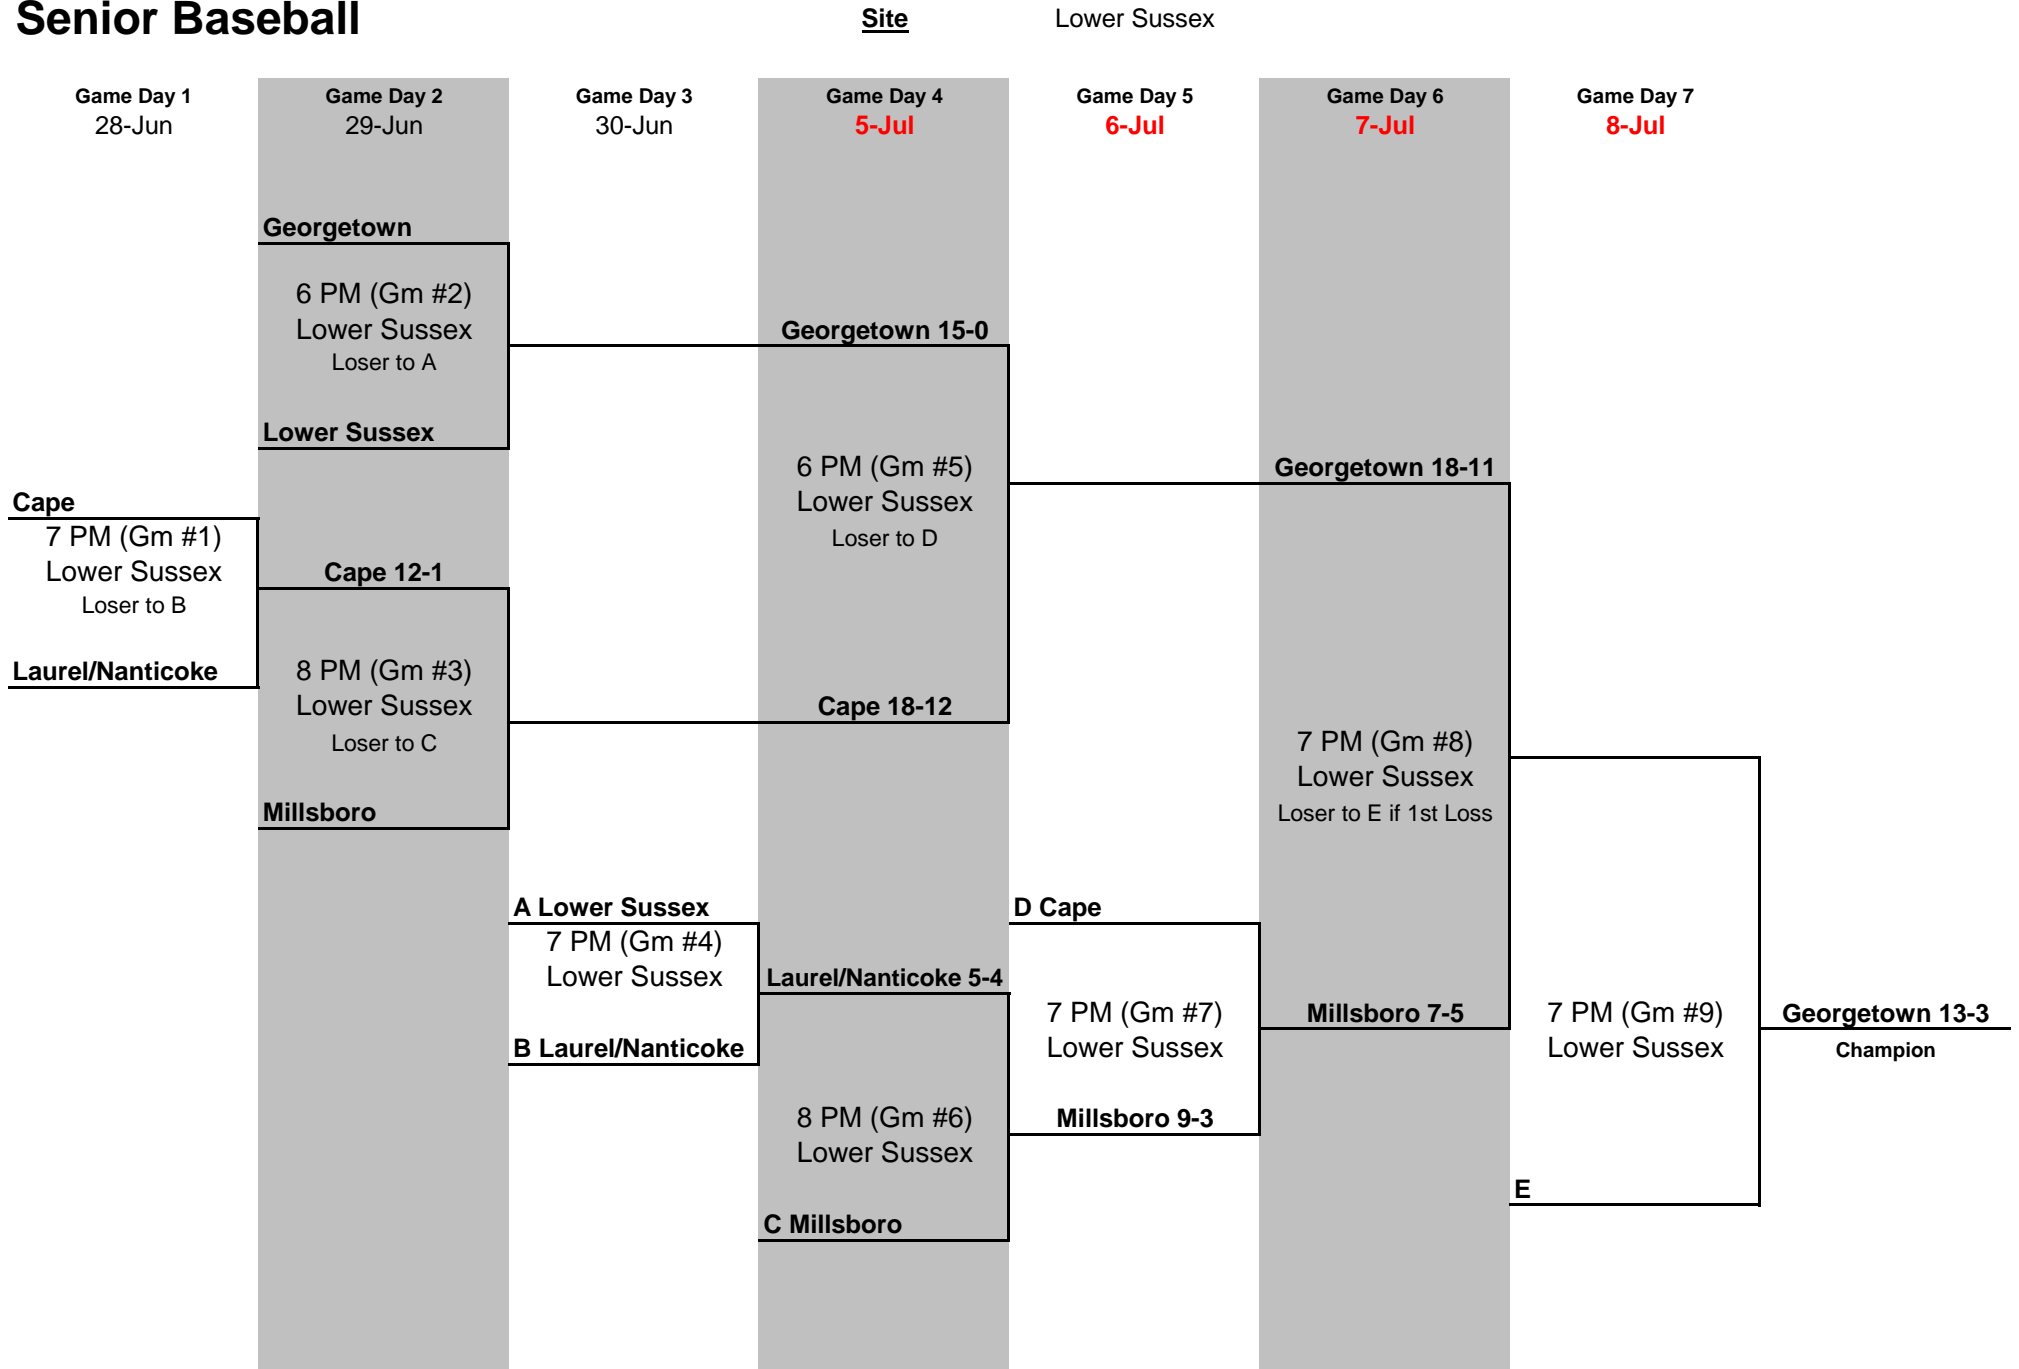 Senior Baseball
Site
Lower Sussex
Game Day 1
28-Jun
Game Day 2
29-Jun
Game Day 3
30-Jun
Game Day 4
5-Jul
Game Day 5
6-Jul
Game Day 6
7-Jul
Game Day 7
8-Jul
Georgetown
6 PM (Gm #2)
Lower Sussex
Loser to A
Lower Sussex
Georgetown 15-0
Cape
7 PM (Gm #1)
Lower Sussex
Loser to B
Laurel/Nanticoke
Cape 12-1
8 PM (Gm #3)
Lower Sussex
Loser to C
Millsboro
6 PM (Gm #5)
Lower Sussex
Loser to D
Cape 18-12
Georgetown 18-11
7 PM (Gm #8)
Lower Sussex
Loser to E if 1st Loss
A Lower Sussex
7 PM (Gm #4)
Lower Sussex
B Laurel/Nanticoke
Laurel/Nanticoke 5-4
8 PM (Gm #6)
Lower Sussex
C Millsboro
D Cape
7 PM (Gm #7)
Lower Sussex
Millsboro 9-3
Millsboro 7-5
7 PM (Gm #9)
Lower Sussex
E
Georgetown 13-3
Champion